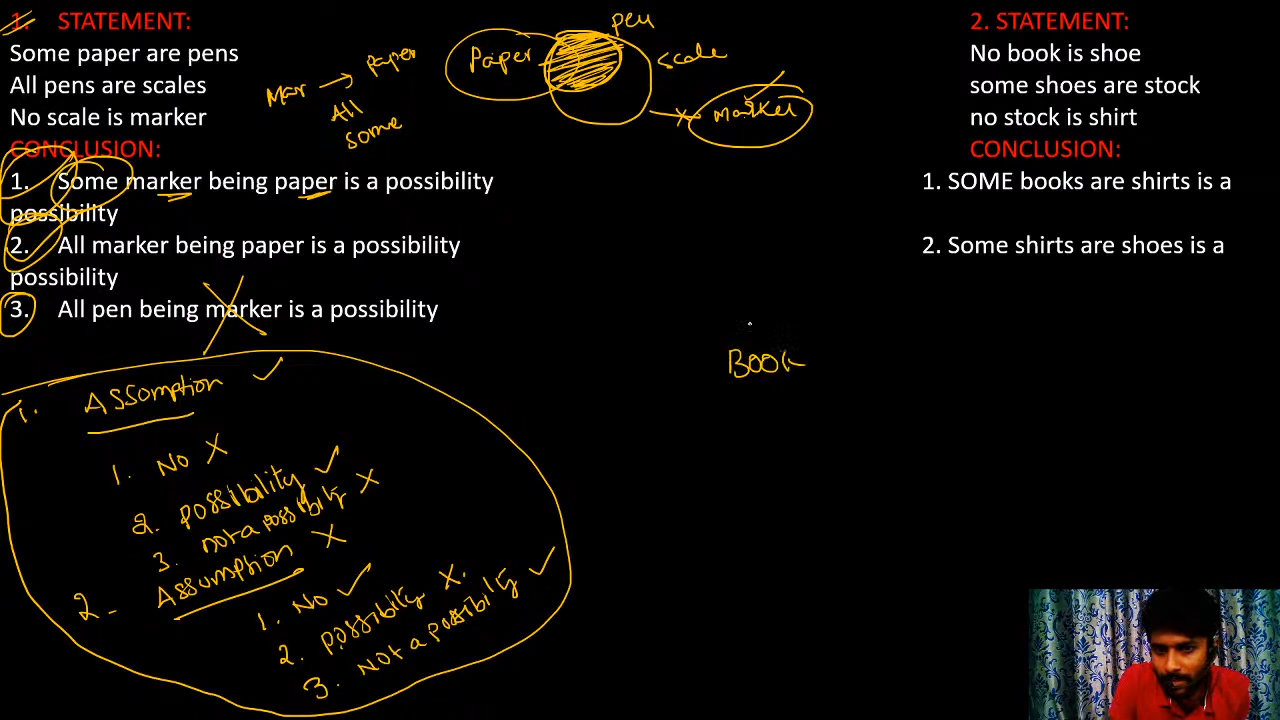 1. STATEMENT:
Some paper are pens
All pens are scales
No scale is marker
CONCLUSION:
1. Some marker being paper is a possibility
possibility
2. All marker being paper is a possibility
possibility
3. All pen being marker is a possibility
Mar → Paper
All
Some
Paper
pen
scale
marker
2. STATEMENT:
No book is shoe
some shoes are stock
no stock is shirt
CONCLUSION:
1. SOME books are shirts is a
2. Some shirts are shoes is a
BOOK
1. Assomption ✓
1. No X
2. possibility ✓
3. not a possibility X
2- Assumption X
1. No ✓
2. possibility X.
3. Not a possibility ✓